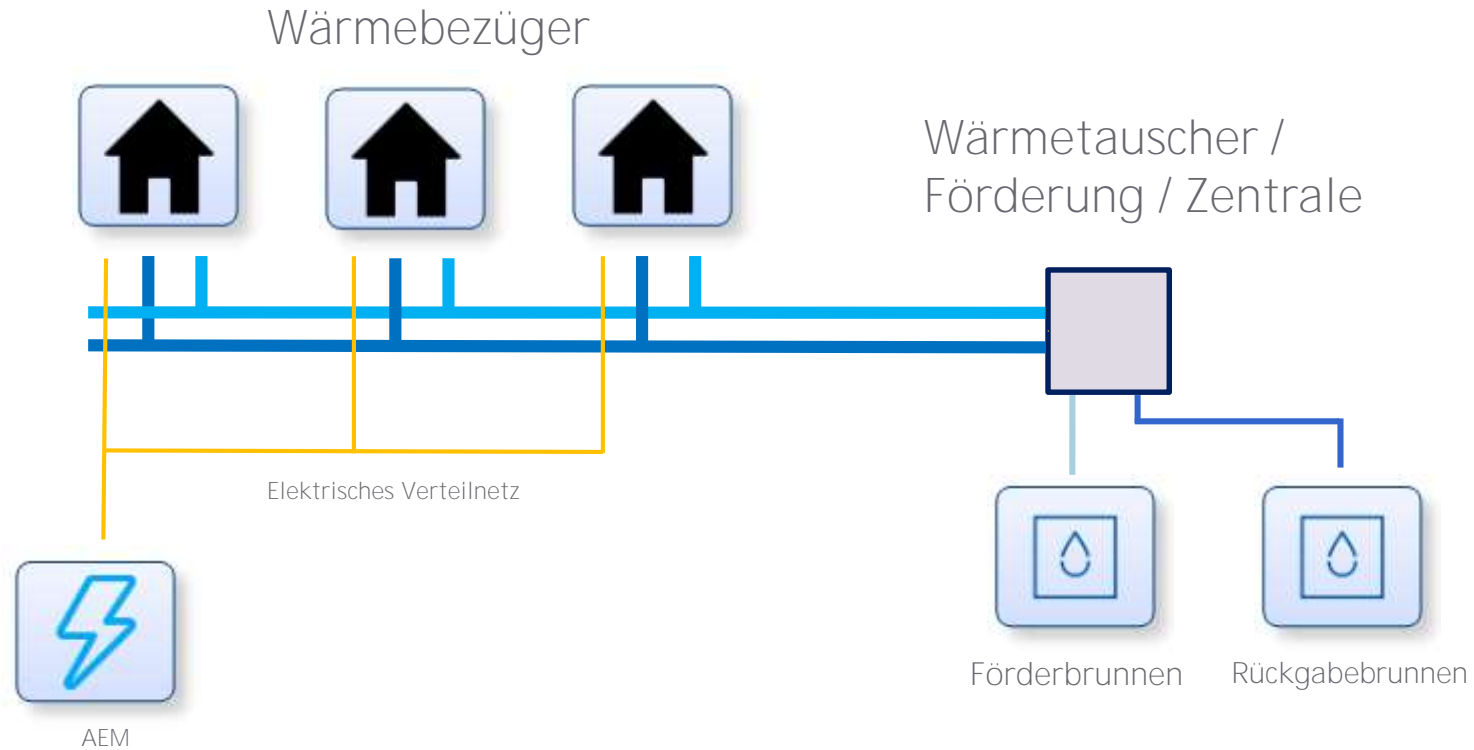 Wärmebezüger
Wärmetauscher /
Förderung / Zentrale
Elektrisches Verteilnetz
Förderbrunnen
Rückgabebrunnen
AEM